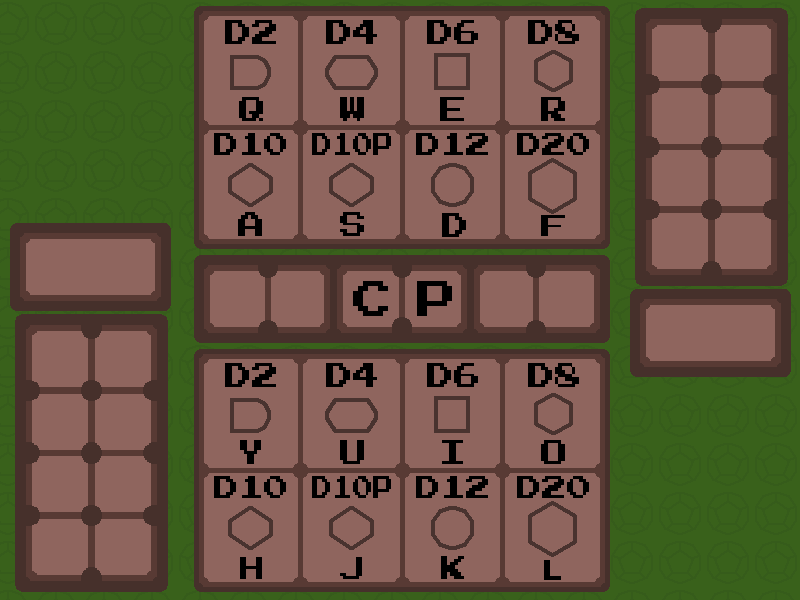 D2 D4 D6 D8
Q W E R
D10 D10P D12 D20
A S D F
C P
D2 D4 D6 D8
Y U I O
D10 D10P D12 D20
H J K L